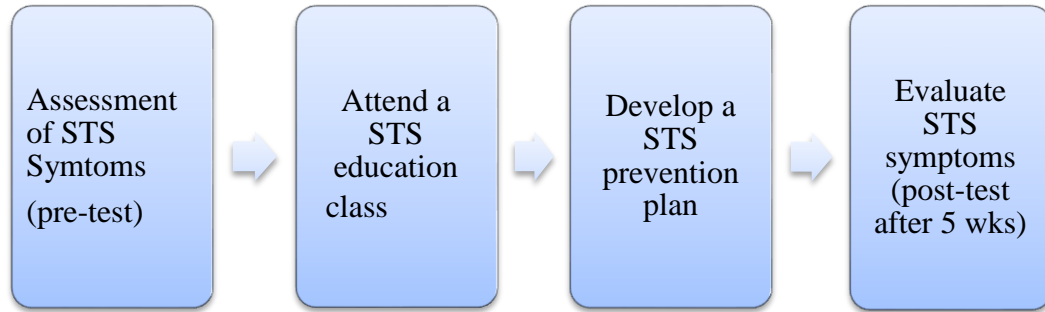 Assessment
of STS
Symtoms
(pre-test)
Attend a
STS
education
class
Develop a
STS
prevention
plan
Evaluate
STS
symptoms
(post-test
after 5 wks)